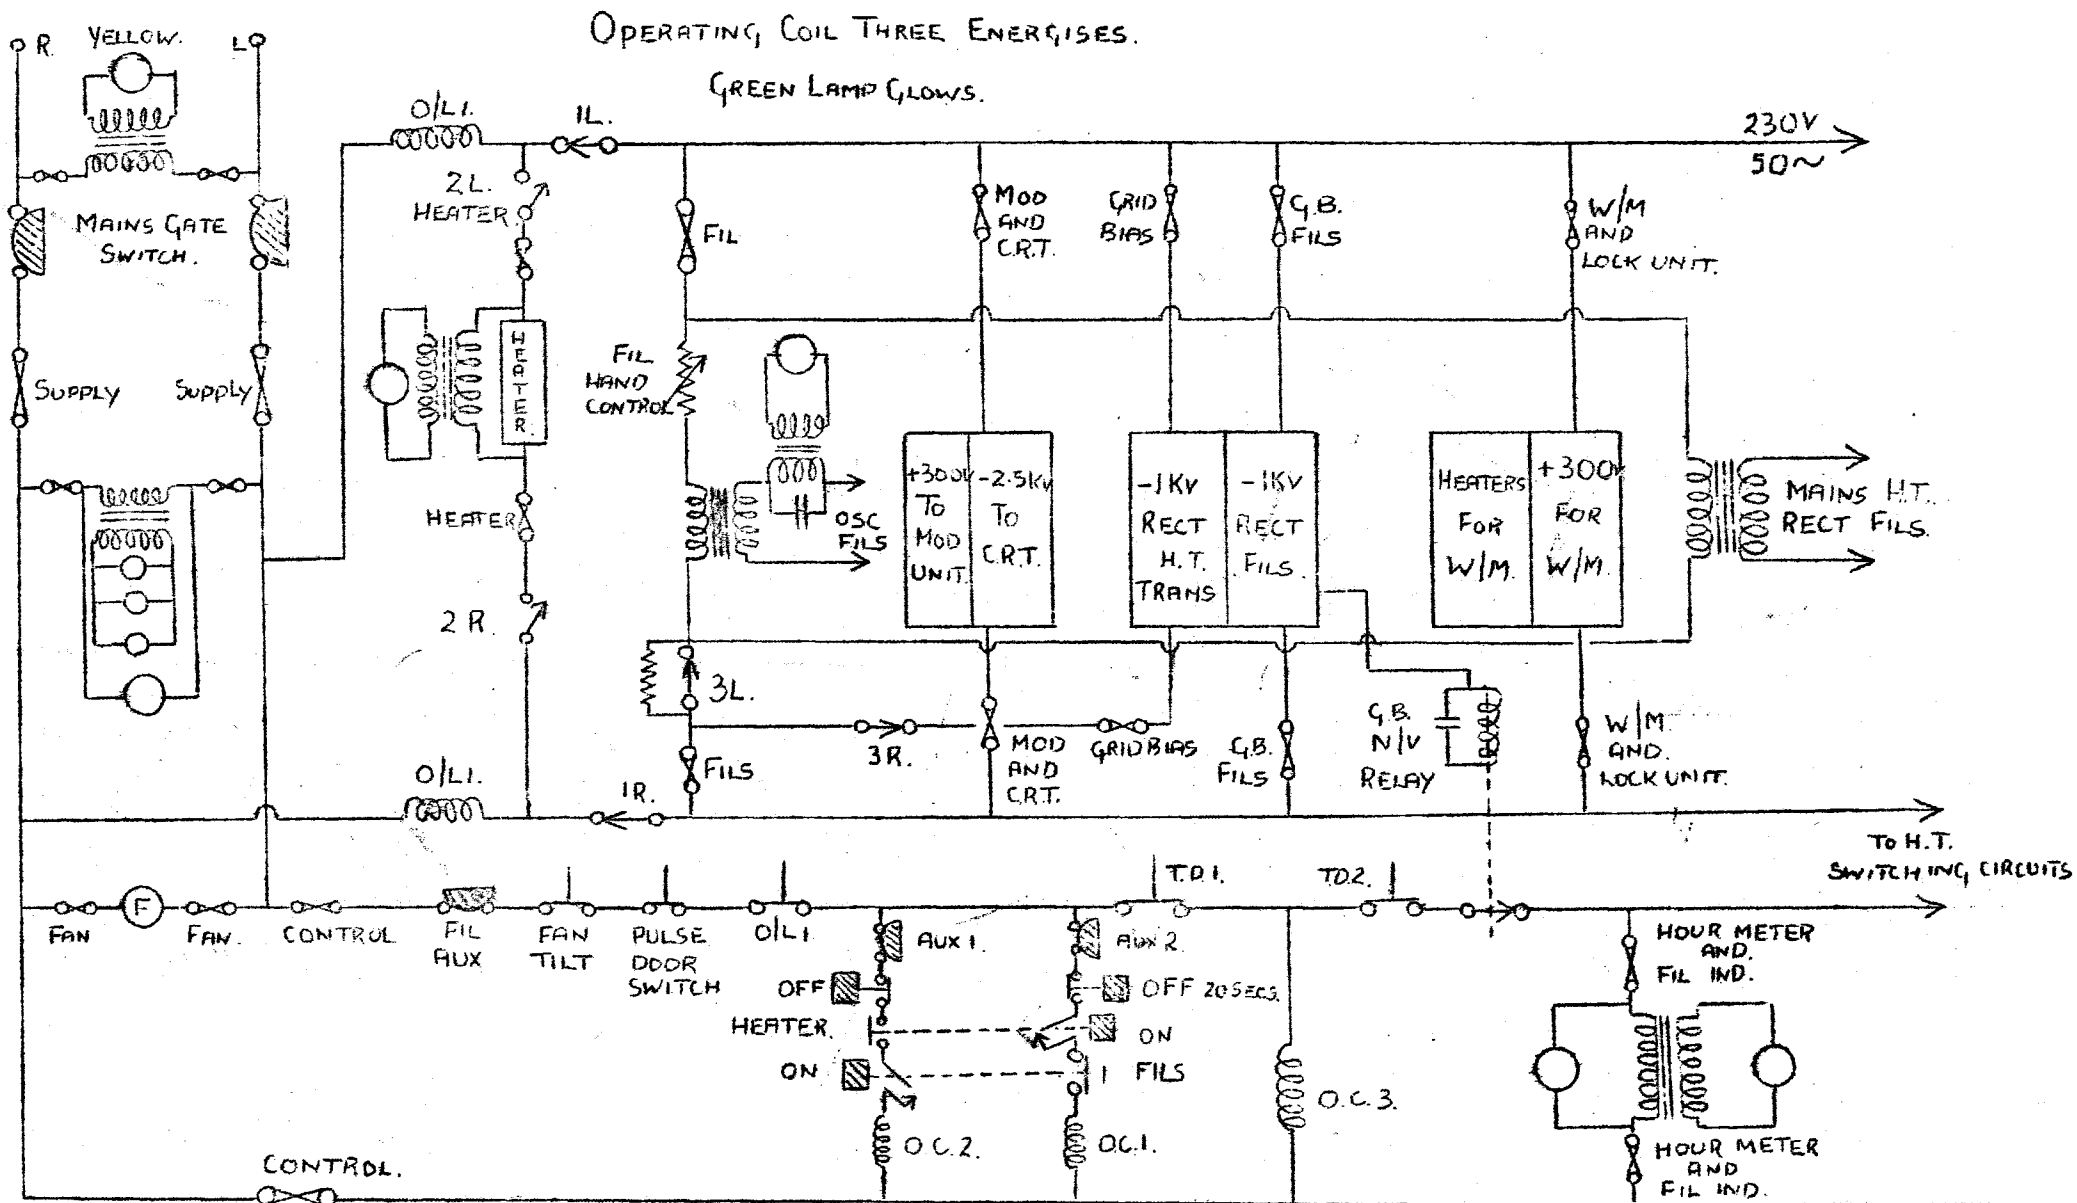 OPERATING COIL THREE ENERGISES.
GREEN LAMP GLOWS.
R.
YELLOW.
L
O/L1.
1L.
230V
50~
2L.
HEATER
MAINS GATE
SWITCH.
FIL
MOD
AND
C.R.T.
GRID
BIAS
G.B.
FILS
W/M
AND
LOCK UNIT.
SUPPLY
SUPPLY
HEATER
FIL
HAND
CONTROL
HEATER
2R.
OSC
FILS
+300V
TO
MOD
UNIT.
-2.5KV
TO
C.R.T.
-1KV
RECT
H.T.
TRANS
-1KV
RECT
FILS.
HEATERS
FOR
W/M.
+300V
FOR
W/M.
MAINS H.T.
RECT FILS.
3L.
3R.
MOD
AND
C.R.T.
GRID BIAS
G.B.
FILS
G.B.
N/V
RELAY
W/M
AND.
LOCK UNIT.
FILS
O/L1.
1R.
TO H.T.
SWITCHING CIRCUITS
F
FAN
FAN.
CONTROL
FIL
AUX
FAN
TILT
PULSE
DOOR
SWITCH
O/L1
T.D.1.
T.D.2.
AUX 1.
AUX 2.
OFF
OFF 20 SECS.
HEATER.
ON
ON
1 FILS
O.C.2.
O.C.1.
O.C.3.
HOUR METER
AND.
FIL IND.
HOUR METER
AND
FIL IND.
CONTROL.